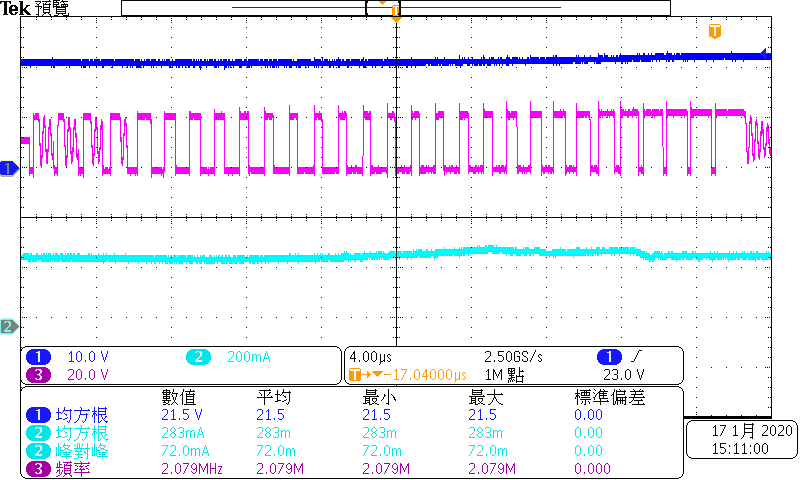 Tek 預覽
T
T
1
2
1 10.0 V 2 200mA
3 20.0 V
4.00μs 2.50GS/s 1
T→▼−17.04000μs 1M 點 23.0 V
數值 平均 最小 最大 標準偏差
1 均方根 21.5 V 21.5 21.5 21.5 0.00
2 均方根 283mA 283m 283m 283m 0.00
2 峰對峰 72.0mA 72.0m 72.0m 72.0m 0.00
3 頻率 2.079MHz 2.079M 2.079M 2.079M 0.000
17 1月 2020
15:11:00